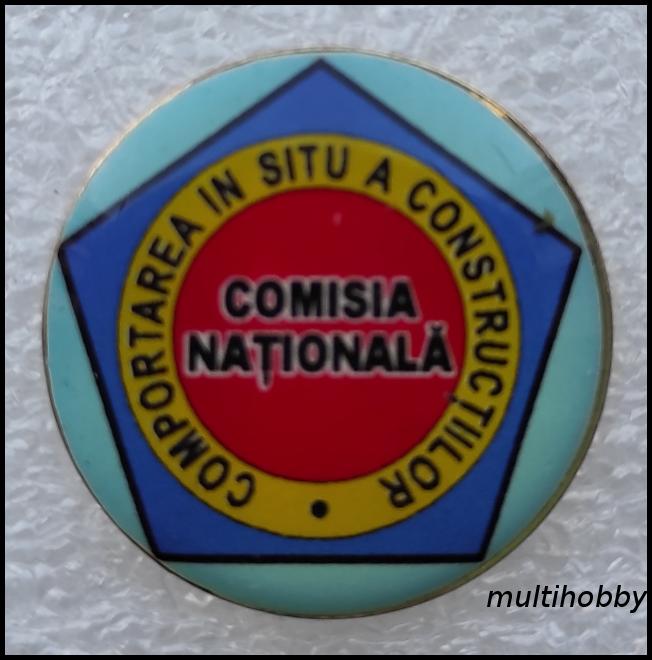 COMPORTAREA IN SITU A CONSTRUCȚIILOR •
COMISIA
NAȚIONALĂ
multihobby